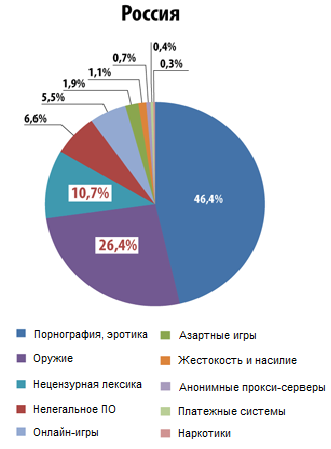 Россия
0,4%
0,7%
0,3%
1,1%
1,9%
5,5%
6,6%
10,7%
46,4%
26,4%
Порнография, эротика
Оружие
Нецензурная лексика
Нелегальное ПО
Онлайн-игры
Азартные игры
Жестокость и насилие
Анонимные прокси-серверы
Платежные системы
Наркотики